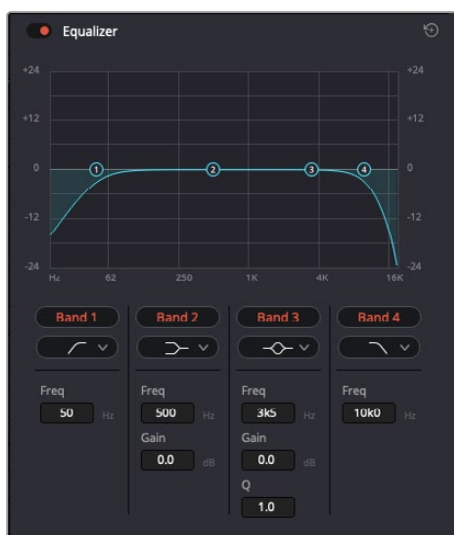 Equalizer
+24 +24
+12 +12
0 1 2 3 4 0
-12 -12
-24 -24
Hz 62 250 1K 4K 16K
Band 1 Band 2 Band 3 Band 4
Freq Freq Freq Freq
50 Hz 500 Hz 3k5 Hz 10k0 Hz
Gain Gain
0.0 dB 0.0 dB
Q
1.0